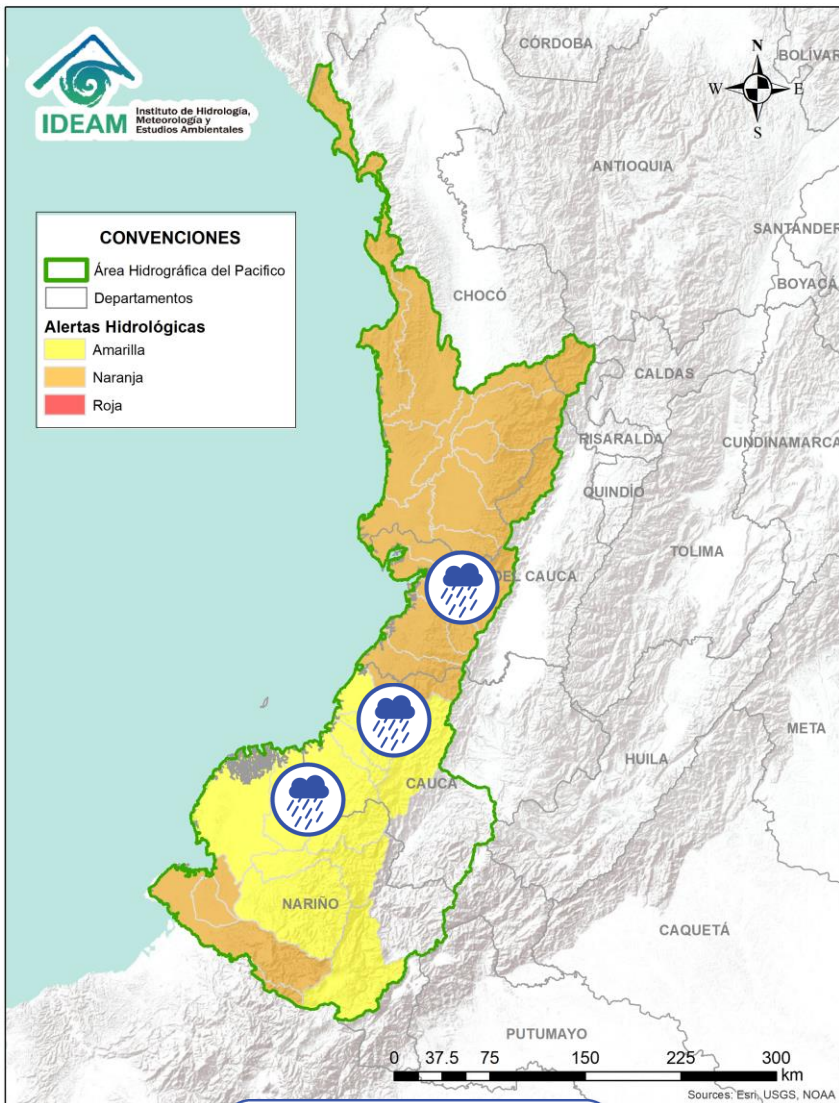 IDEAM
Instituto de Hidrología,
Meteorología y
Estudios Ambientales
CÓRDOBA
BOLÍVAR
N
W
E
S
ANTIOQUIA
SANTANDER
BOYACÁ
CONVENCIONES
Área Hidrográfica del Pacifico
Departamentos
Alertas Hidrológicas
Amarilla
Naranja
Roja
CHOCÓ
CALDAS
RISARALDA
CUNDINAMARCA
QUINDÍO
TOLIMA
DEL CAUCA
META
HUILA
CAUCA
NARIÑO
CAQUETÁ
PUTUMAYO
0 37.5 75 150 225 300
km
Sources: Esri, USGS, NOAA